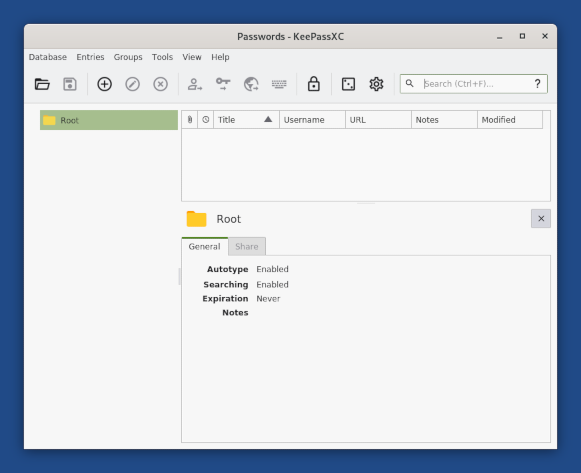 Passwords - KeePassXC
Database Entries Groups Tools View Help
Search (Ctrl+F)... ?
Root
Title Username URL Notes Modified
Root
General Share
Autotype Enabled
Searching Enabled
Expiration Never
Notes